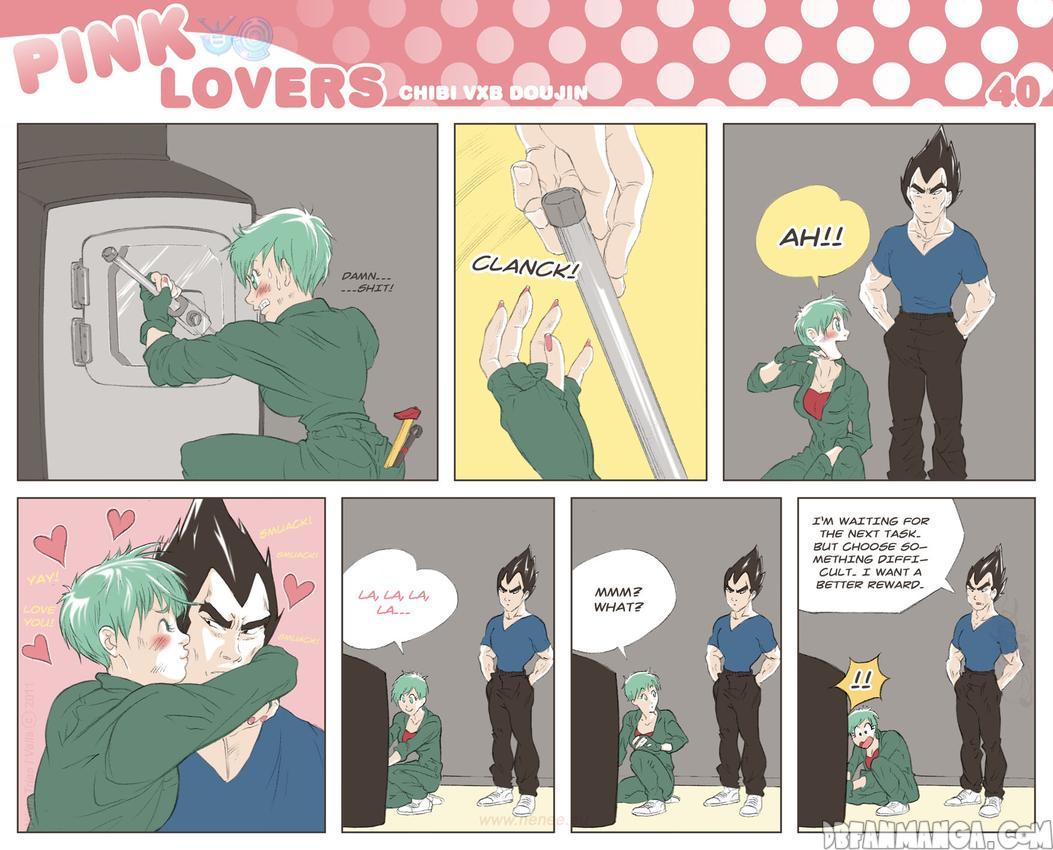 PINK
LOVERS
CHIBI VXB DOUJIN
40
DAMN---
---SHIT!
CLANCK!
AH!!
YAY!
LOVE
YOU!
SMUACK!
SMUACK!
SMUACK!
LA, LA, LA,
LA---
MMM?
WHAT?
I'M WAITING FOR
THE NEXT TASK.
BUT CHOOSE SO-
METHING DIFFI-
CULT. I WANT A
BETTER REWARD.
!!
(C) 2011
DBFANMANGA.COM